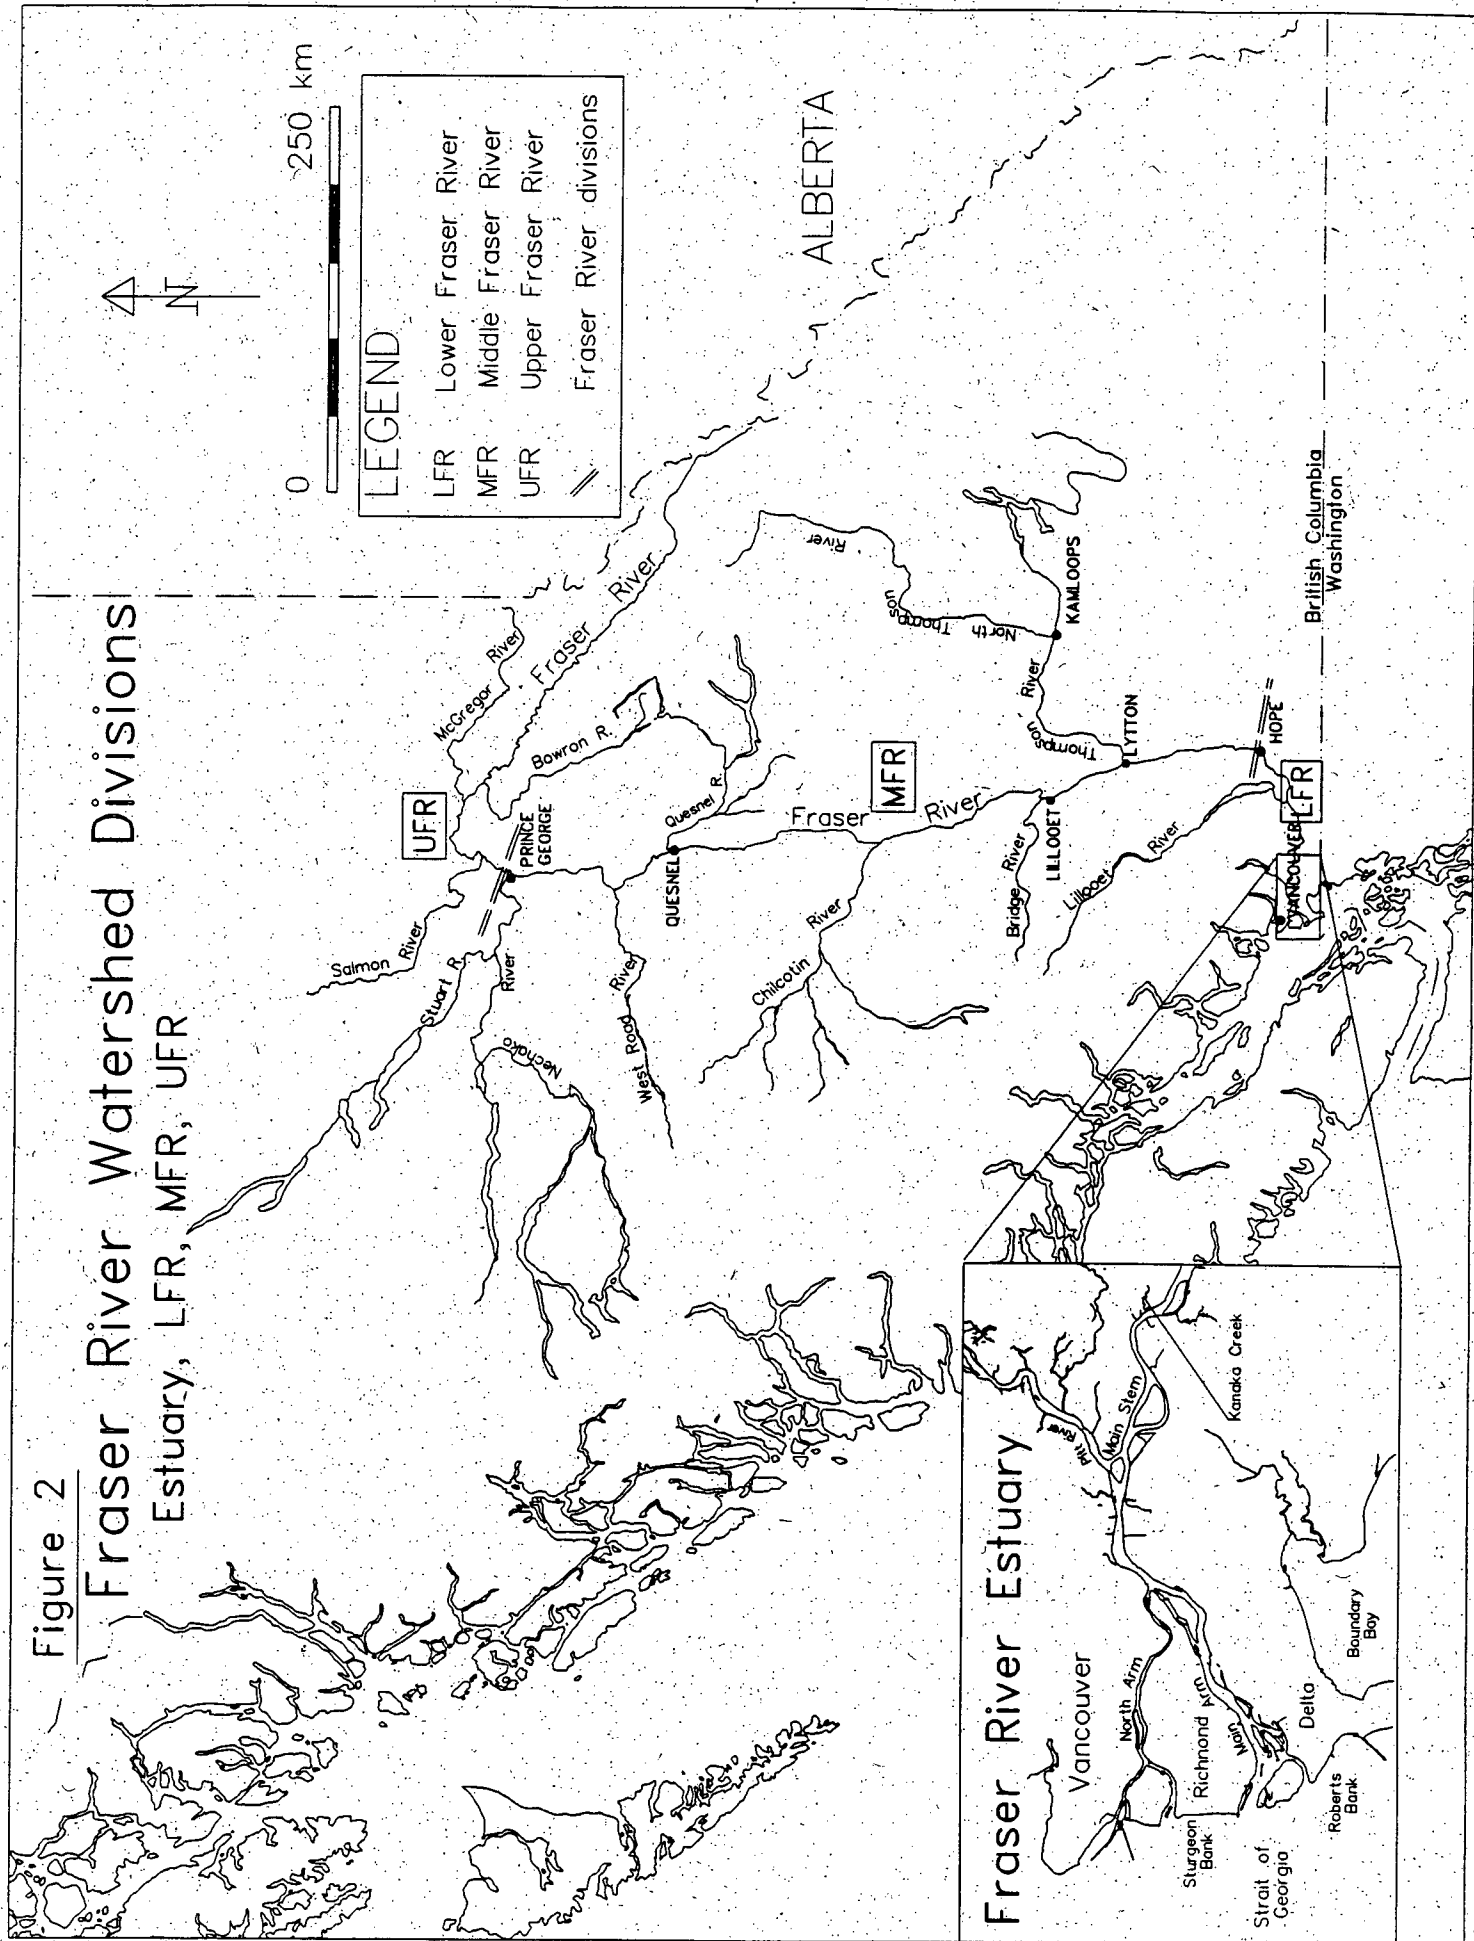 Figure 2
Fraser River Watershed Divisions
Estuary, LFR, MFR, UFR
N
0 250 km
LEGEND
LFR Lower Fraser River
MFR Middle Fraser River
UFR Upper Fraser River
// Fraser River divisions
ALBERTA
UFR
McGregor River
Fraser River
Bowron R.
PRINCE GEORGE
Salmon River
Stuart R.
Nechako River
West Road River
QUESNEL
Quesnel R.
Fraser River
MFR
Chilcotin River
Bridge River
LILLOOET
Lillooet River
North Thompson River
KAMLOOPS
Thompson River
LYTTON
HOPE
LFR
VANCOUVER
British Columbia
Washington
Fraser River Estuary
Pitt River
Main Stem
Kanaka Creek
Vancouver
North Arm
Richmond
Main Arm
Delta
Boundary
Bay
Sturgeon
Bank
Roberts
Bank
Strait of
Georgia